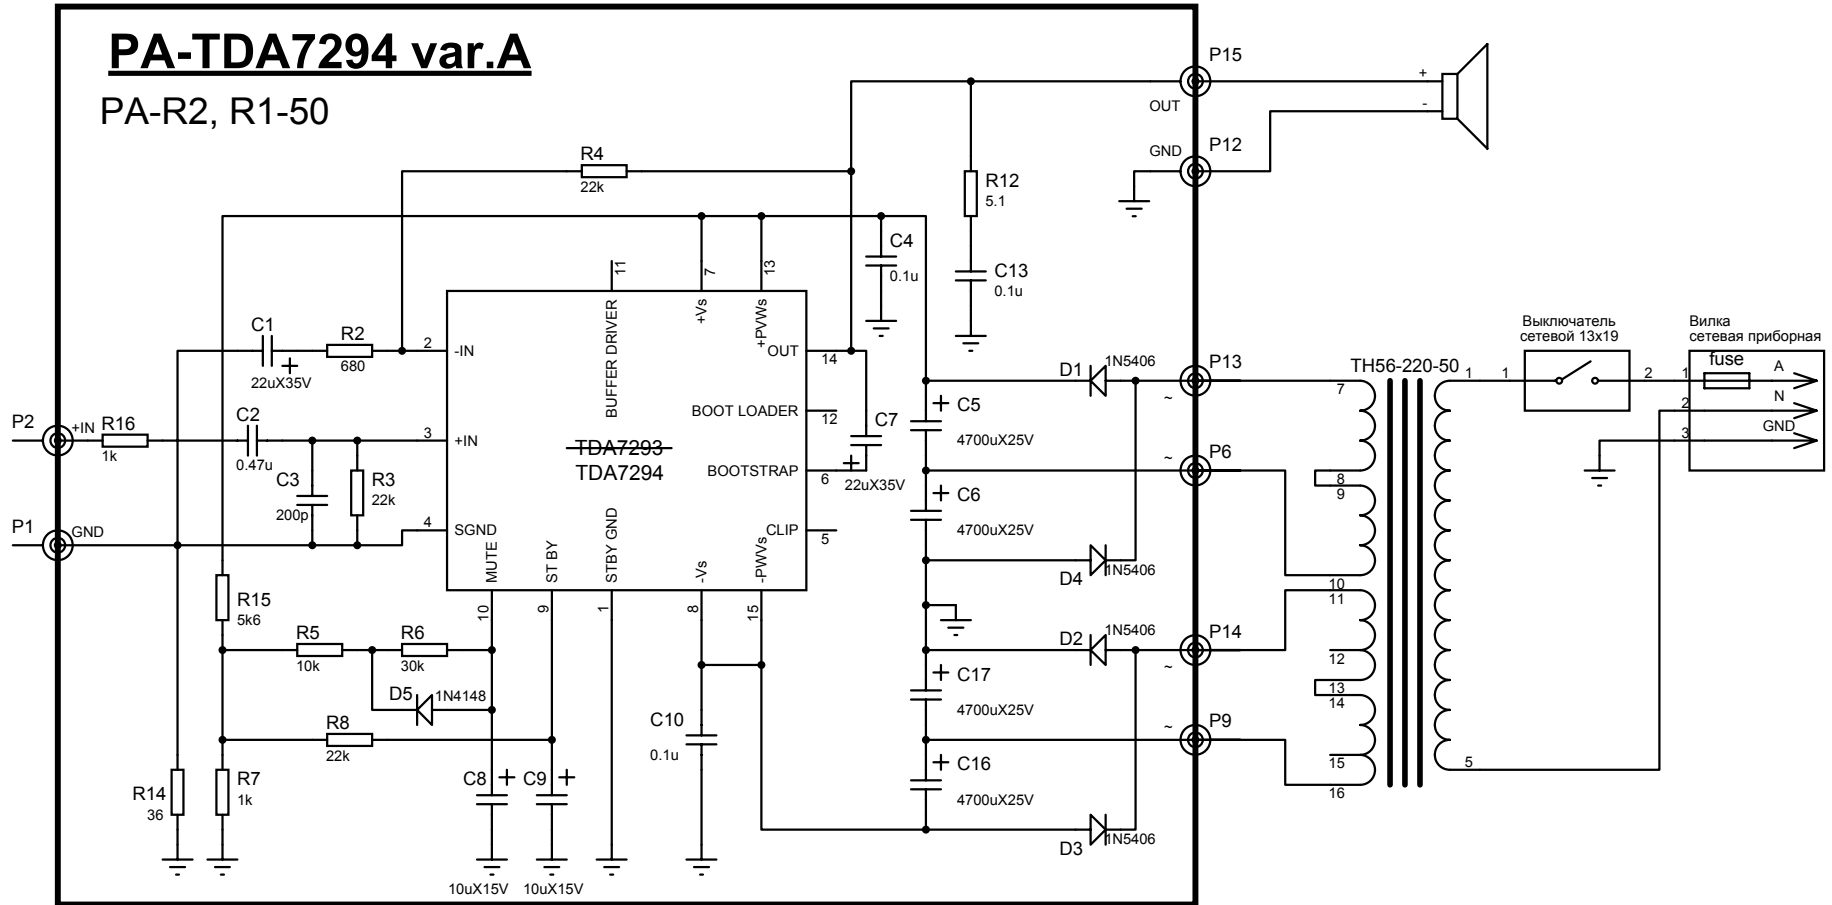 PA-TDA7294 var.A
PA-R2, R1-50
P15
OUT
+
-
GND
P12
R4
22k
R12
5.1
C4
0.1u
C13
0.1u
11
7
13
C1
22uX35V
+
R2
680
2
-IN
BUFFER DRIVER
+Vs
+PVWs
OUT
14
BOOT LOADER
12
C7
+
22uX35V
BOOTSTRAP
6
CLIP
5
TDA7293
TDA7294
P2
+IN
R16
1k
C2
0.47u
3
+IN
C3
200p
R3
22k
P1
GND
4
SGND
MUTE
ST BY
STBY GND
-Vs
-PWVs
10
9
1
8
15
R15
5k6
R5
10k
R6
30k
D5
1N4148
R8
22k
R14
36
R7
1k
C8
+
10uX15V
C9
+
10uX15V
C10
0.1u
D1
1N5406
P13
~
+
C5
4700uX25V
~
P6
+
C6
4700uX25V
D4
1N5406
D2
1N5406
P14
~
+
C17
4700uX25V
~
P9
+
C16
4700uX25V
D3
1N5406
ТН56-220-50
7
8
9
10
11
12
13
14
15
16
1
5
Выключатель
сетевой 13x19
1
2
Вилка
сетевая приборная
fuse
1
A
2
N
3
GND